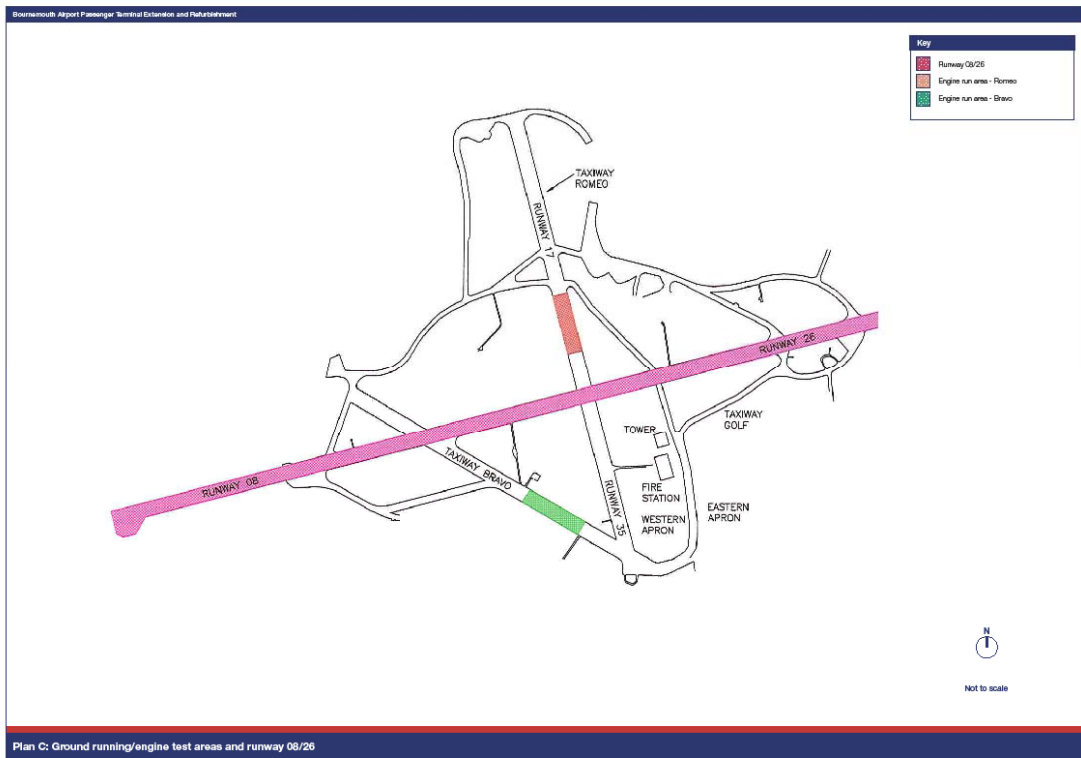 Bournemouth Airport Passenger Terminal Extension and Refurbishment
Key
Runway 08/26
Engine run area - Romeo
Engine run area - Bravo
TAXIWAY
ROMEO
RUNWAY 17
RUNWAY 26
TAXIWAY
GOLF
TOWER
TAXIWAY BRAVO
RUNWAY 08
FIRE
STATION
RUNWAY 35
WESTERN
APRON
EASTERN
APRON
N
Not to scale
Plan C: Ground running/engine test areas and runway 08/26